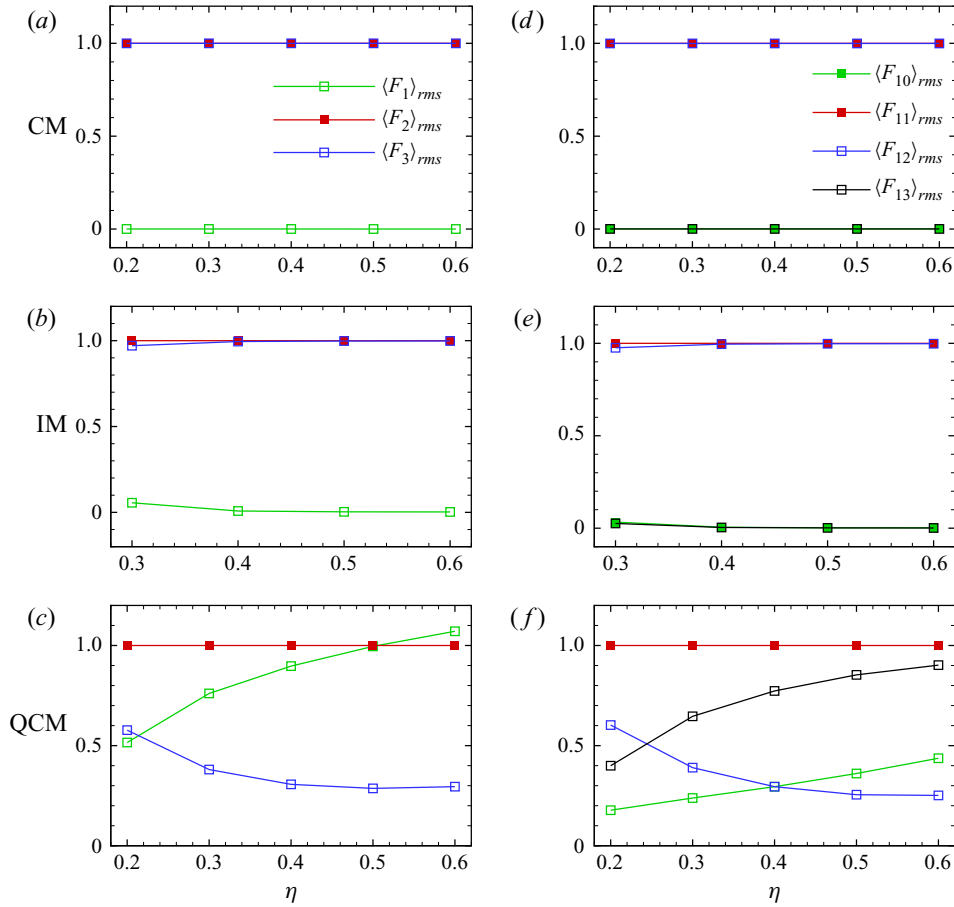 (a)
1.0
0.5
0
CM
⟨F₁⟩rms
⟨F₂⟩rms
⟨F₃⟩rms
0.2 0.3 0.4 0.5 0.6
(d)
1.0
0.5
0
⟨F₁₀⟩rms
⟨F₁₁⟩rms
⟨F₁₂⟩rms
⟨F₁₃⟩rms
0.2 0.3 0.4 0.5 0.6
(b)
1.0
0.5
0
IM
0.3 0.4 0.5 0.6
(e)
1.0
0.5
0
0.3 0.4 0.5 0.6
(c)
1.0
0.5
0
QCM
0.2 0.3 0.4 0.5 0.6
η
(f)
1.0
0.5
0
0.2 0.3 0.4 0.5 0.6
η